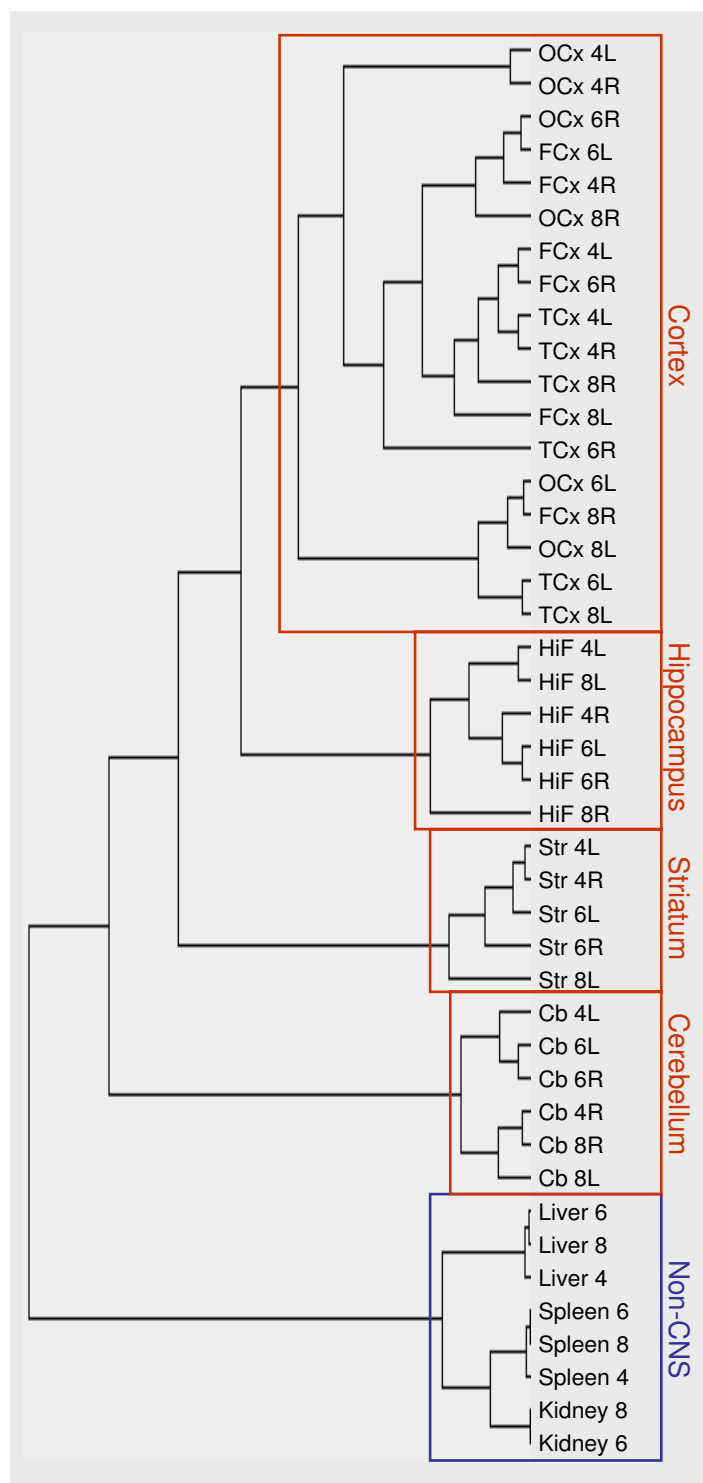 OCx 4L
OCx 4R
OCx 6R
FCx 6L
FCx 4R
OCx 8R
FCx 4L
FCx 6R
TCx 4L
TCx 4R
TCx 8R
FCx 8L
TCx 6R
OCx 6L
FCx 8R
OCx 8L
TCx 6L
TCx 8L
Cortex
HiF 4L
HiF 8L
HiF 4R
HiF 6L
HiF 6R
HiF 8R
Hippocampus
Str 4L
Str 4R
Str 6L
Str 6R
Str 8L
Striatum
Cb 4L
Cb 6L
Cb 6R
Cb 4R
Cb 8R
Cb 8L
Cerebellum
Liver 6
Liver 8
Liver 4
Spleen 6
Spleen 8
Spleen 4
Kidney 8
Kidney 6
Non-CNS